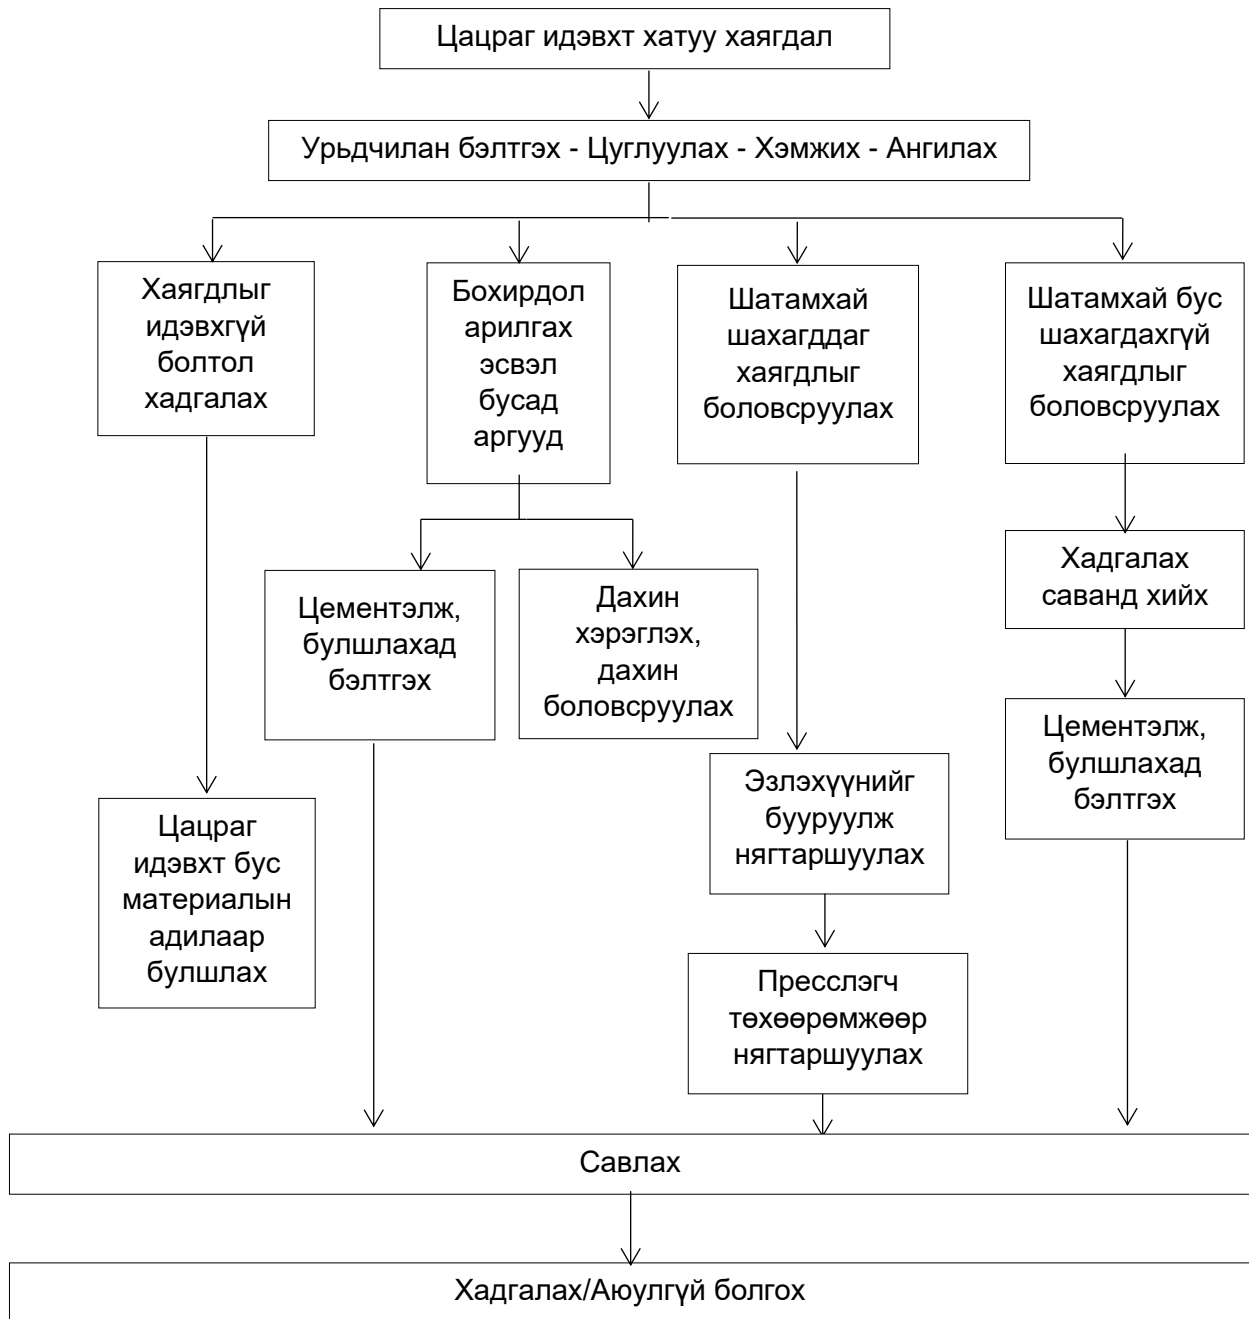 Цацраг идэвхт хатуу хаягдал
Урьдчилан бэлтгэх - Цуглуулах - Хэмжих - Ангилах
Хаягдлыг
идэвхгүй
болтол
хадгалах
Бохирдол
арилгах
эсвэл
бусад
аргууд
Шатамхай
шахагддаг
хаягдлыг
боловсруулах
Шатамхай бус
шахагдахгүй
хаягдлыг
боловсруулах
Цементэлж,
булшлахад
бэлтгэх
Дахин
хэрэглэх,
дахин
боловсруулах
Хадгалах
саванд хийх
Цацраг
идэвхт бус
материалын
адилаар
булшлах
Эзлэхүүнийг
бууруулж
нягтаршуулах
Цементэлж,
булшлахад
бэлтгэх
Пресслэгч
төхөөрөмжөөр
нягтаршуулах
Савлах
Хадгалах/Аюулгүй болгох